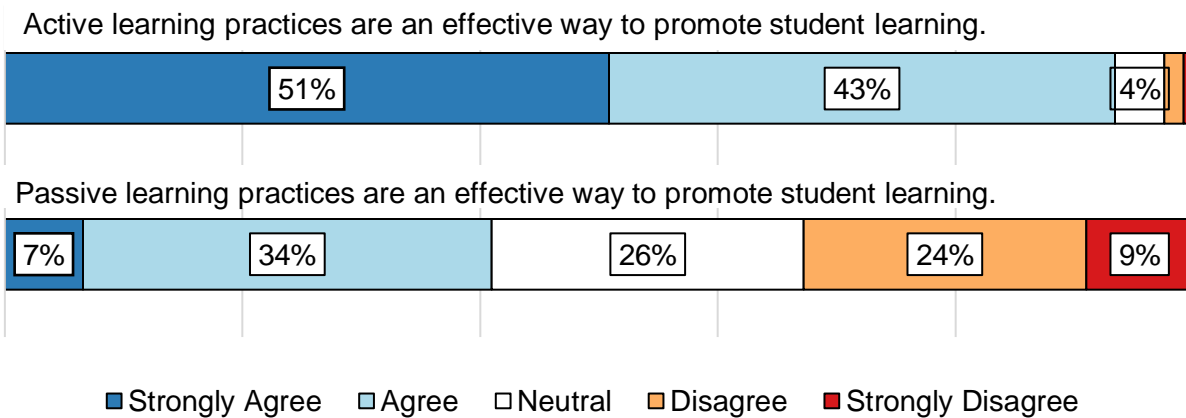 Active learning practices are an effective way to promote student learning.
51% 43% 4%
Passive learning practices are an effective way to promote student learning.
7% 34% 26% 24% 9%
Strongly Agree Agree Neutral Disagree Strongly Disagree